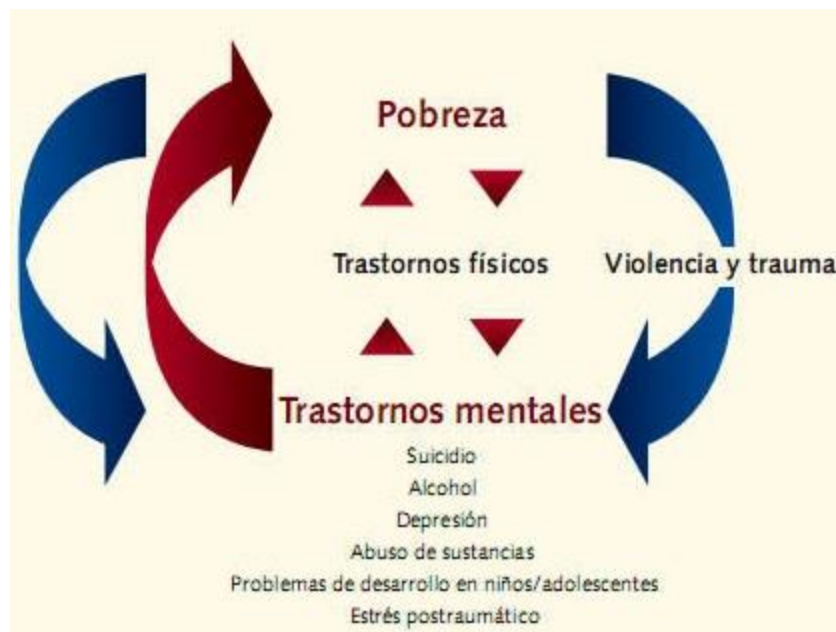 Pobreza
Trastornos físicos
Violencia y trauma
Trastornos mentales
Suicidio
Alcohol
Depresión
Abuso de sustancias
Problemas de desarrollo en niños/adolescentes
Estrés postraumático